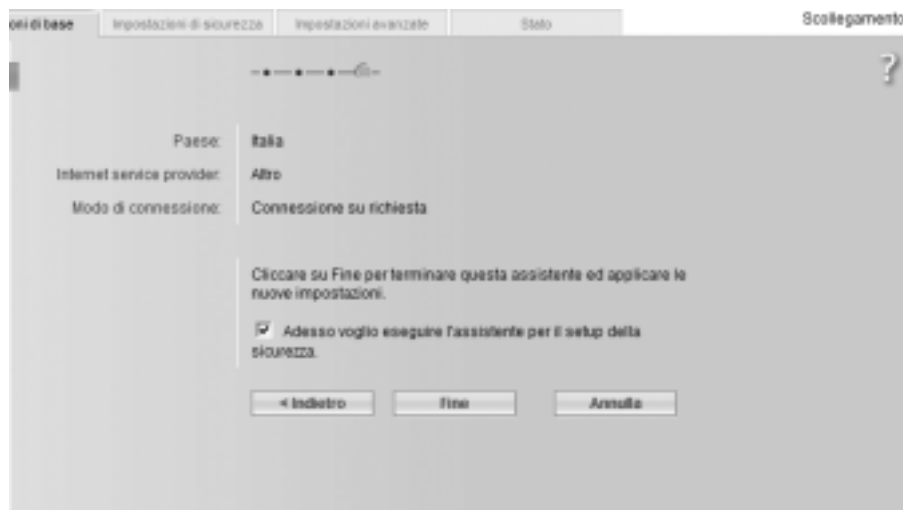 oni di base
Impostazioni di sicurezza
Impostazioni avanzate
Stato
Scollegamento
?
Paese: Italia
Internet service provider: Altro
Modo di connessione: Connessione su richiesta
Cliccare su Fine per terminare questa assistente ed applicare le
nuove impostazioni.
Adesso voglio eseguire l'assistente per il setup della
sicurezza.
< Indietro
Fine
Annulla